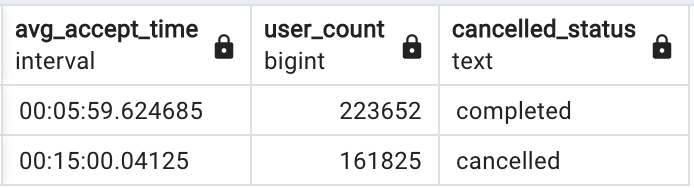 avg_accept_time user_count cancelled_status
interval bigint text
00:05:59.624685 223652 completed
00:15:00.04125 161825 cancelled